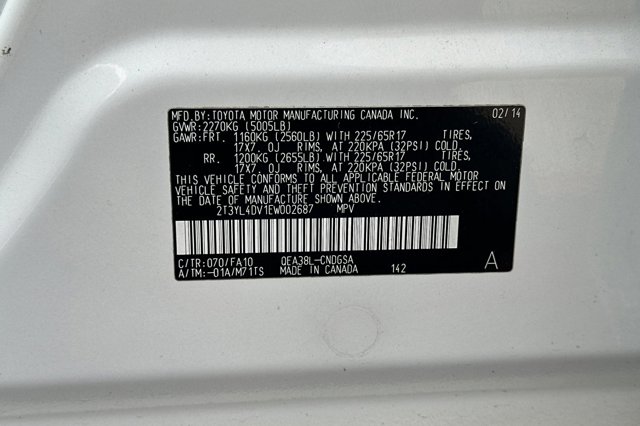 MFD.BY:TOYOTA MOTOR MANUFACTURING CANADA INC. 02/14
GVWR: 2270KG (5005LB)
GAWR:FRT. 1160KG (2560LB) WITH 225/65R17 TIRES,
17X7.0J RIMS, AT 220KPA (32PSI) COLD.
RR. 1200KG (2655LB) WITH 225/65R17 TIRES,
17X7.0J RIMS, AT 220KPA (32PSI) COLD.
THIS VEHICLE CONFORMS TO ALL APPLICABLE FEDERAL MOTOR
VEHICLE SAFETY AND THEFT PREVENTION STANDARDS IN EFFECT
ON THE DATE OF MANUFACTURE SHOWN ABOVE.
2T3YL4DV1EW002687 MPV
C/TR:070/FA10 QEA38L-CNDGSA
A/TM:-01A/M71TS MADE IN CANADA 142 A